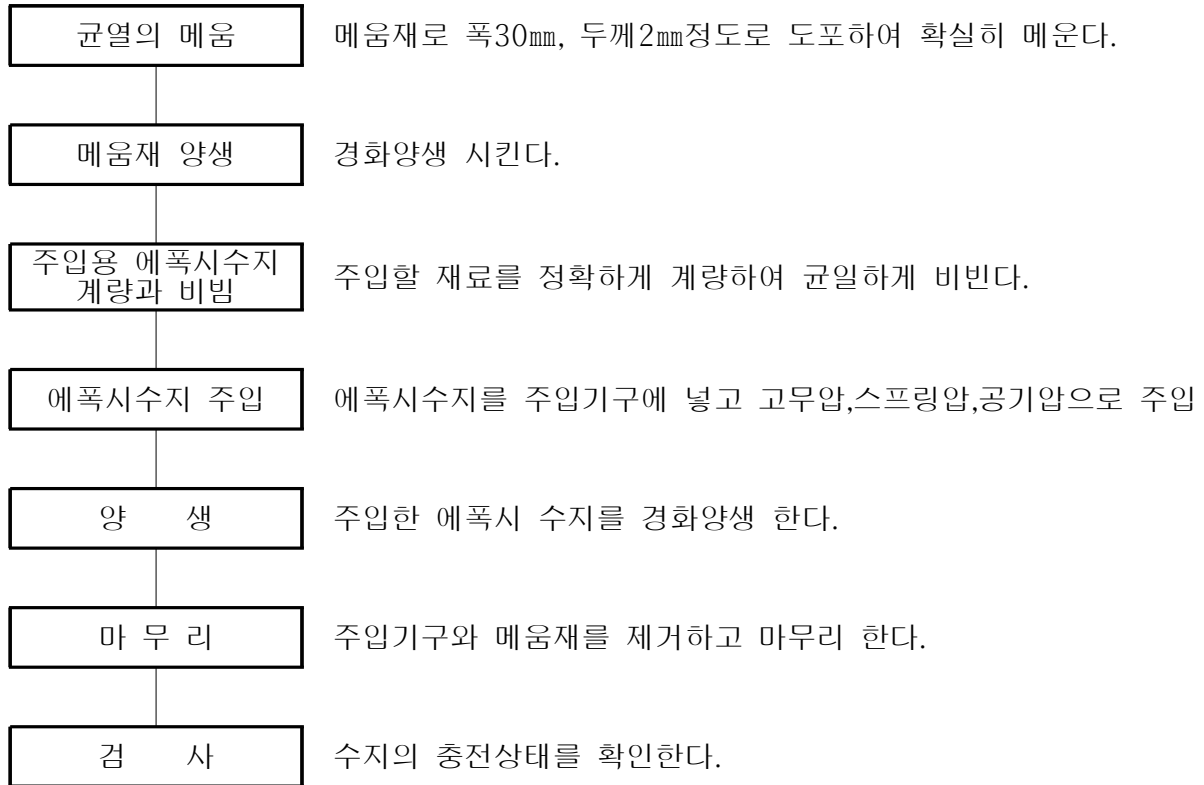 균열의 메움 메움재로 폭30㎜, 두께2㎜정도로 도포하여 확실히 메운다.
메움재 양생 경화양생 시킨다.
주입용 에폭시수지
계량과 비빔 주입할 재료를 정확하게 계량하여 균일하게 비빈다.
에폭시수지 주입 에폭시수지를 주입기구에 넣고 고무압,스프링압,공기압으로 주입
양 생 주입한 에폭시 수지를 경화양생 한다.
마 무 리 주입기구와 메움재를 제거하고 마무리 한다.
검 사 수지의 충전상태를 확인한다.